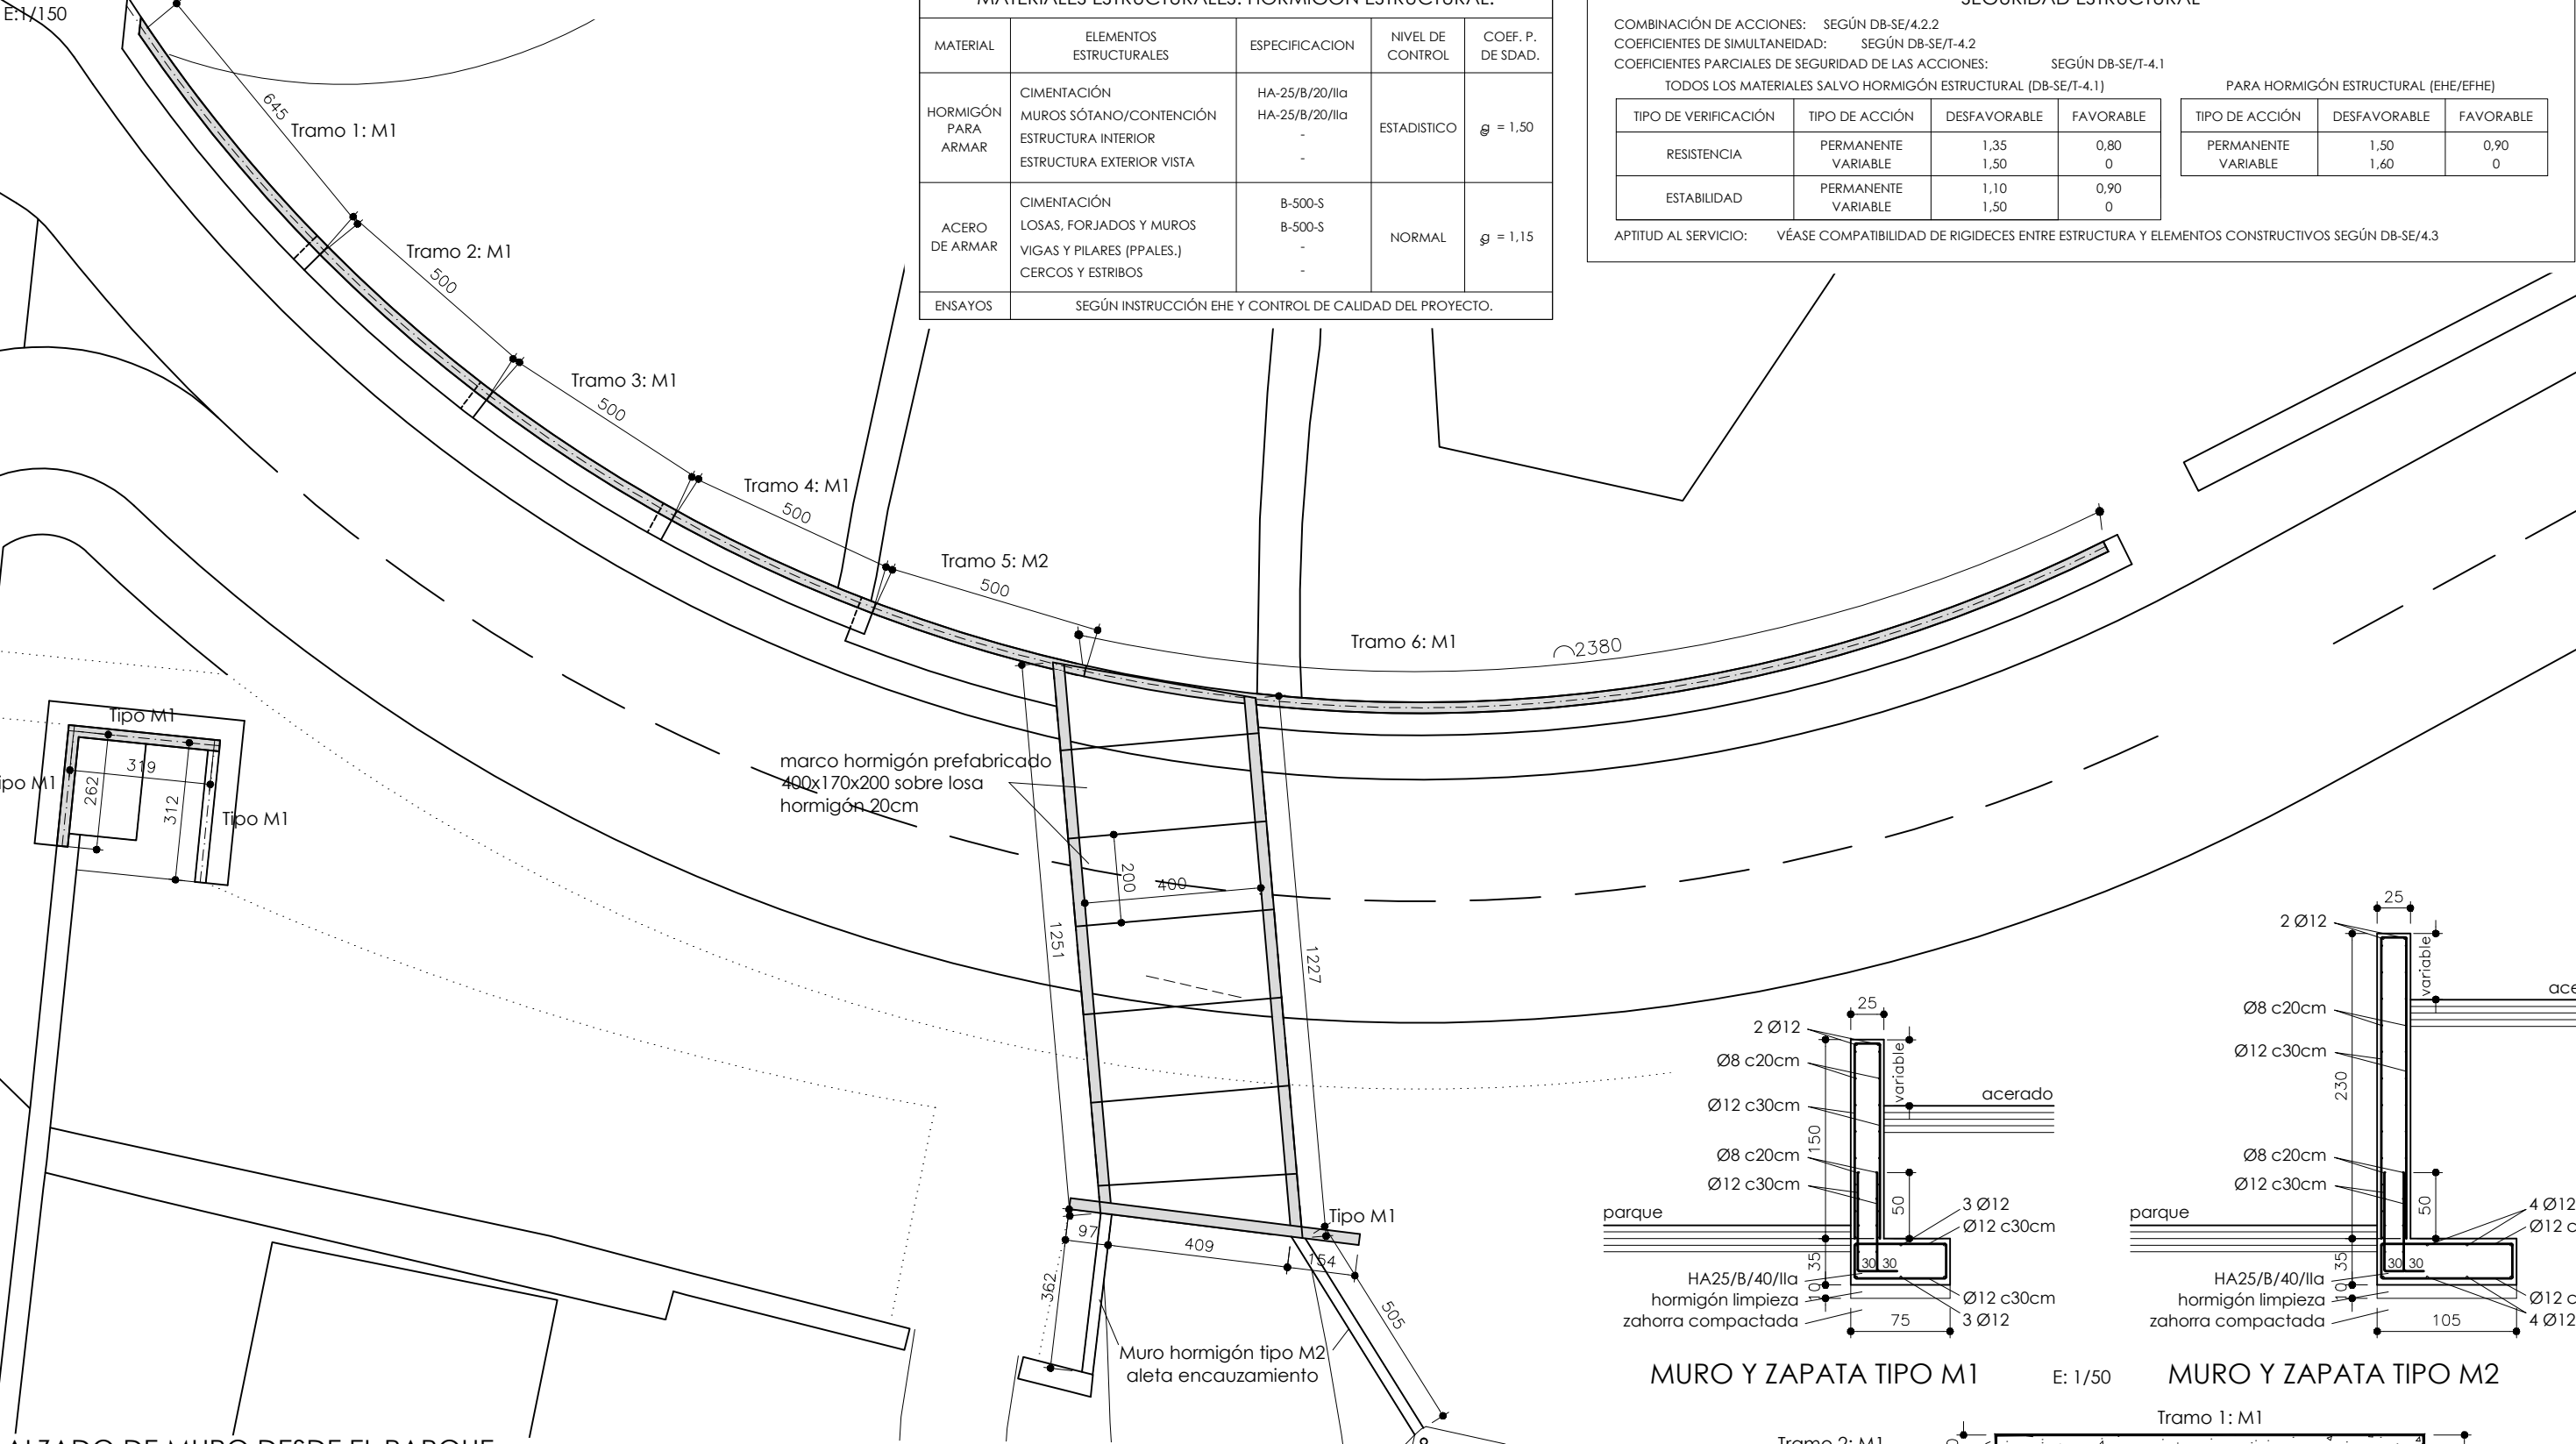 E:1/150
MATERIALES ESTRUCTURALES: HORMIGÓN ESTRUCTURAL.
MATERIAL ELEMENTOS ESTRUCTURALES ESPECIFICACION NIVEL DE CONTROL COEF. P. DE SDAD.
HORMIGÓN PARA ARMAR
CIMENTACIÓN HA-25/B/20/IIa
MUROS SÓTANO/CONTENCIÓN HA-25/B/20/IIa
ESTRUCTURA INTERIOR -
ESTRUCTURA EXTERIOR VISTA -
ESTADISTICO = 1,50
ACERO DE ARMAR
CIMENTACIÓN B-500-S
LOSAS, FORJADOS Y MUROS B-500-S
VIGAS Y PILARES (PPALES.) -
CERCOS Y ESTRIBOS -
NORMAL = 1,15
ENSAYOS SEGÚN INSTRUCCIÓN EHE Y CONTROL DE CALIDAD DEL PROYECTO.
SEGURIDAD ESTRUCTURAL
COMBINACIÓN DE ACCIONES: SEGÚN DB-SE/4.2.2
COEFICIENTES DE SIMULTANEIDAD: SEGÚN DB-SE/T-4.2
COEFICIENTES PARCIALES DE SEGURIDAD DE LAS ACCIONES: SEGÚN DB-SE/T-4.1
TODOS LOS MATERIALES SALVO HORMIGÓN ESTRUCTURAL (DB-SE/T-4.1)
TIPO DE VERIFICACIÓN TIPO DE ACCIÓN DESFAVORABLE FAVORABLE
RESISTENCIA
PERMANENTE 1,35 0,80
VARIABLE 1,50 0
ESTABILIDAD
PERMANENTE 1,10 0,90
VARIABLE 1,50 0
PARA HORMIGÓN ESTRUCTURAL (EHE/EFHE)
TIPO DE ACCIÓN DESFAVORABLE FAVORABLE
PERMANENTE 1,50 0,90
VARIABLE 1,60 0
APTITUD AL SERVICIO: VÉASE COMPATIBILIDAD DE RIGIDECES ENTRE ESTRUCTURA Y ELEMENTOS CONSTRUCTIVOS SEGÚN DB-SE/4.3
645
Tramo 1: M1
Tramo 2: M1
500
Tramo 3: M1
500
Tramo 4: M1
500
Tramo 5: M2
500
Tramo 6: M1
2380
Tipo M1
319
262
312
ipo M1
Tipo M1
marco hormigón prefabricado
400x170x200 sobre losa
hormigón 20cm
200
400
1251
1227
Tipo M1
97
409
154
362
505
Muro hormigón tipo M2
aleta encauzamiento
25
2 Ø12
variable
Ø8 c20cm
Ø12 c30cm
acerado
150
Ø8 c20cm
Ø12 c30cm
50
3 Ø12
Ø12 c30cm
parque
35
30 30
10
HA25/B/40/IIa
hormigón limpieza
zahorra compactada
Ø12 c30cm
3 Ø12
75
MURO Y ZAPATA TIPO M1
E: 1/50
25
2 Ø12
variable
ace
Ø8 c20cm
Ø12 c30cm
230
Ø8 c20cm
Ø12 c30cm
50
4 Ø12
Ø12 c
parque
35
30 30
10
HA25/B/40/IIa
hormigón limpieza
zahorra compactada
Ø12 c
4 Ø12
105
MURO Y ZAPATA TIPO M2
Tramo 1: M1
Tramo 2: M1
ALZADO DE MURO DESDE EL PARQUE